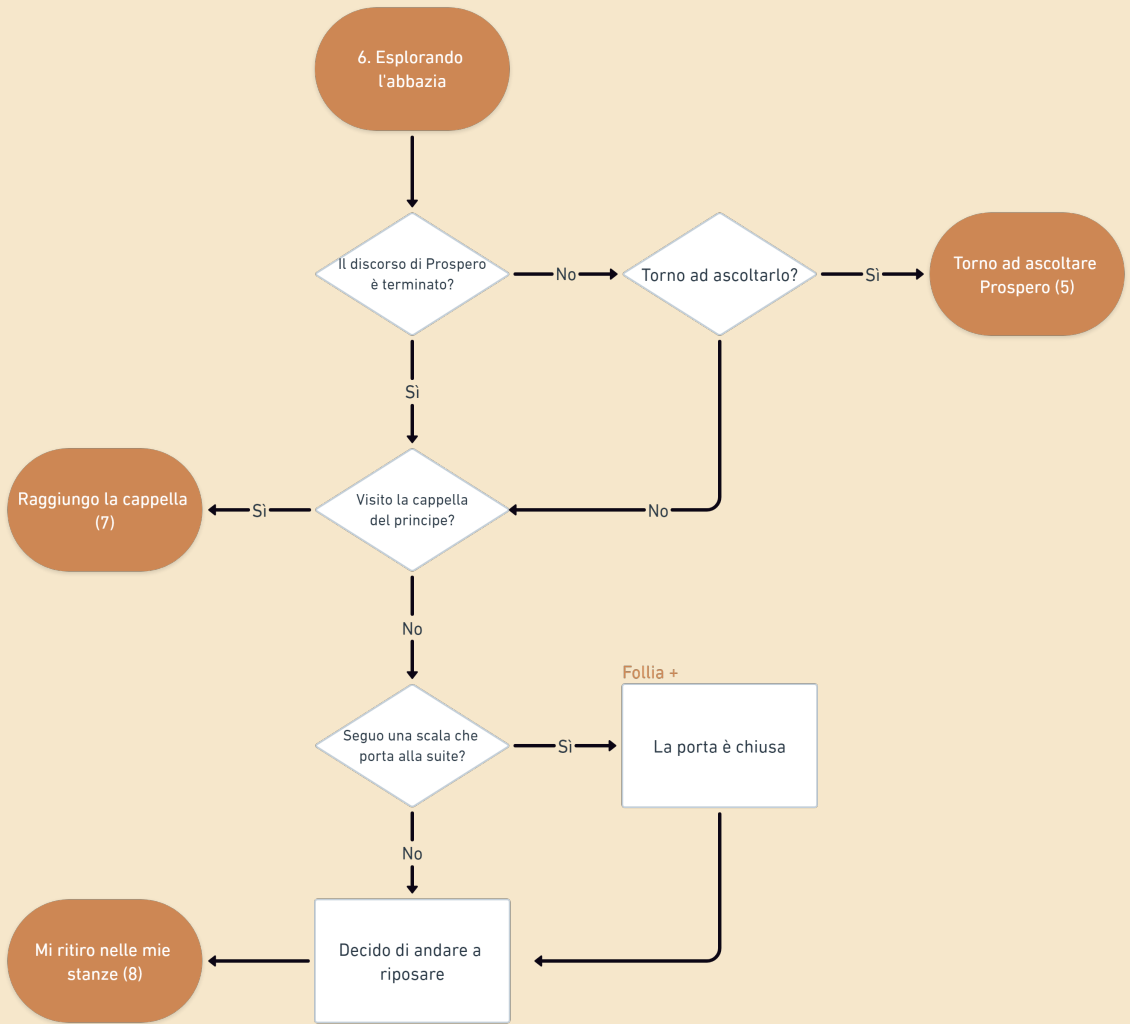 6. Esplorando
l'abbazia
Il discorso di Prospero
è terminato?
No
Torno ad ascoltarlo?
Sì
Torno ad ascoltare
Prospero (5)
Sì
Raggiungo la cappella
(7)
Sì
Visito la cappella
del principe?
No
No
Follia +
Seguo una scala che
porta alla suite?
Sì
La porta è chiusa
No
Mi ritiro nelle mie
stanze (8)
Decido di andare a
riposare